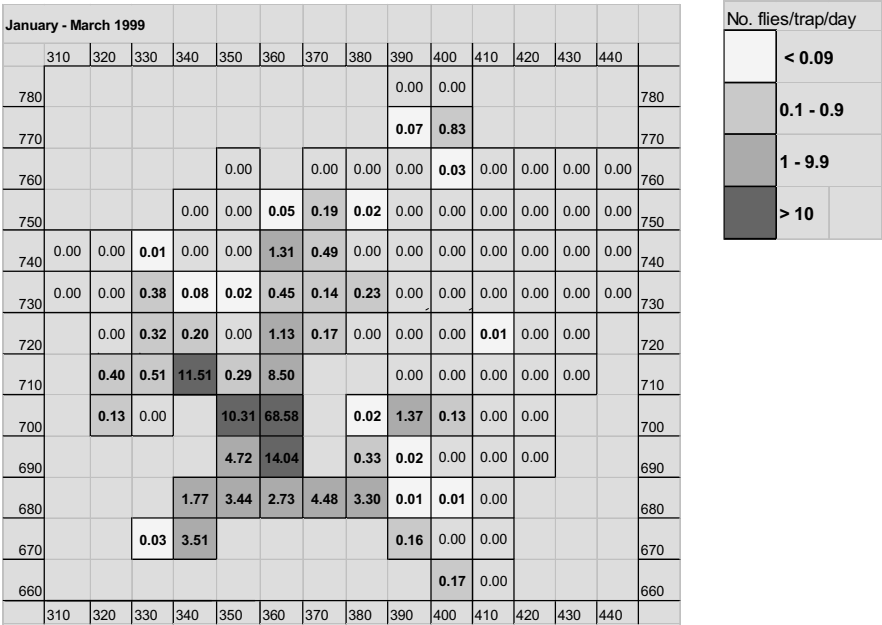 January - March 1999
310 320 330 340 350 360 370 380 390 400 410 420 430 440
780 0.00 0.00 780
770 0.07 0.83 770
760 0.00 0.00 0.00 0.00 0.03 0.00 0.00 0.00 0.00 760
750 0.00 0.00 0.05 0.19 0.02 0.00 0.00 0.00 0.00 0.00 0.00 750
740 0.00 0.00 0.01 0.00 0.00 1.31 0.49 0.00 0.00 0.00 0.00 0.00 0.00 0.00 740
730 0.00 0.00 0.38 0.08 0.02 0.45 0.14 0.23 0.00 0.00 0.00 0.00 0.00 0.00 730
720 0.00 0.32 0.20 0.00 1.13 0.17 0.00 0.00 0.00 0.01 0.00 0.00 720
710 0.40 0.51 11.51 0.29 8.50 0.00 0.00 0.00 0.00 0.00 710
700 0.13 0.00 10.31 68.58 0.02 1.37 0.13 0.00 0.00 700
690 4.72 14.04 0.33 0.02 0.00 0.00 0.00 690
680 1.77 3.44 2.73 4.48 3.30 0.01 0.01 0.00 680
670 0.03 3.51 0.16 0.00 0.00 670
660 0.17 0.00 660
310 320 330 340 350 360 370 380 390 400 410 420 430 440
No. flies/trap/day
< 0.09
0.1 - 0.9
1 - 9.9
> 10